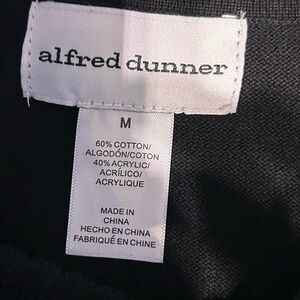 alfred dunner
M
60% COTTON/
ALGODÓN/COTON
40% ACRYLIC/
ACRÍLICO/
ACRYLIQUE
MADE IN
CHINA
HECHO EN CHINA
FABRIQUÉ EN CHINE